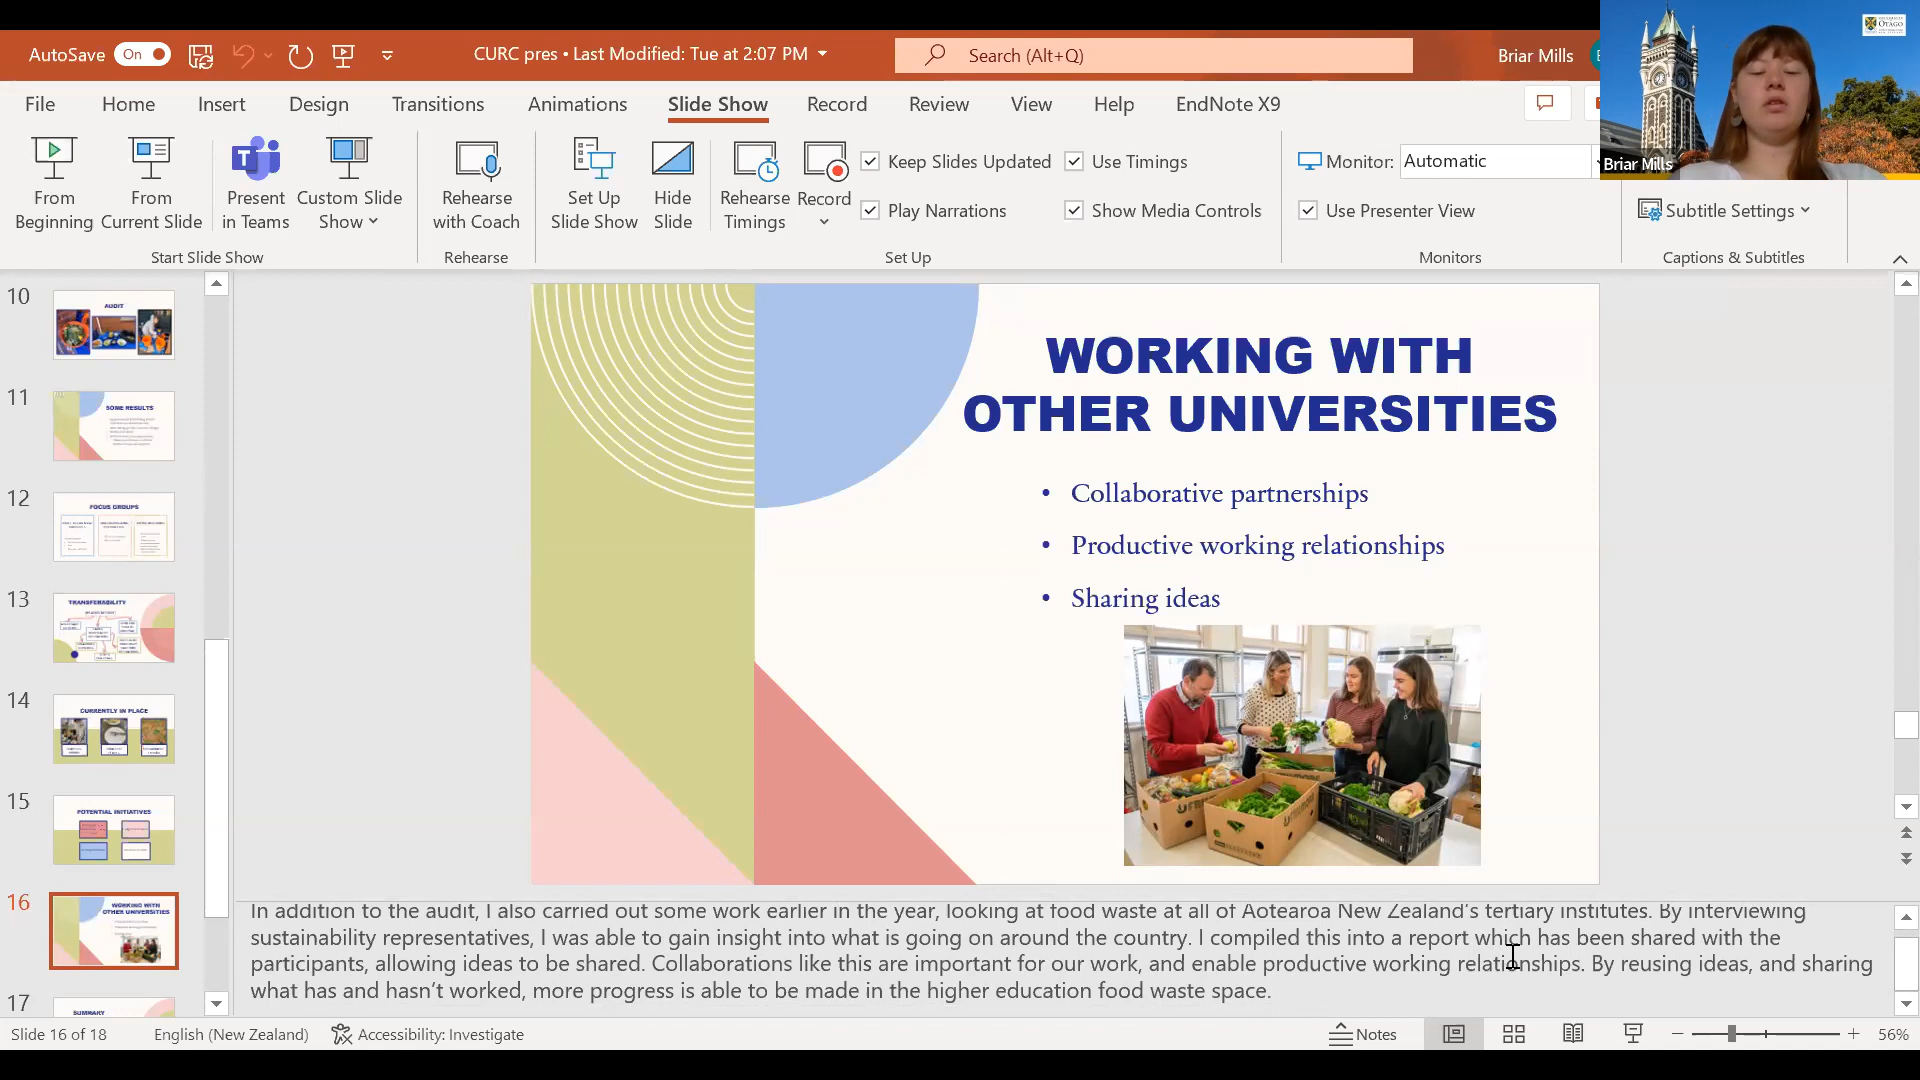 AutoSave On CURC pres • Last Modified: Tue at 2:07 PM Search (Alt+Q) Briar Mills
OTAGO
File Home Insert Design Transitions Animations Slide Show Record Review View Help EndNote X9
Briar Mills
From Beginning
From Current Slide
Present in Teams
Custom Slide Show
Rehearse with Coach
Set Up Slide Show
Hide Slide
Rehearse Timings
Record
Keep Slides Updated
Use Timings
Play Narrations
Show Media Controls
Monitor: Automatic
Use Presenter View
Subtitle Settings
Start Slide Show Rehearse Set Up Monitors Captions & Subtitles
10
AUDIT
11
SOME RESULTS
12
FOCUS GROUPS
13
TRANSFERABILITY
14
CURRENTLY IN PLACE
15
POTENTIAL INITIATIVES
16
WORKING WITH
OTHER UNIVERSITIES
17
SUMMARY
WORKING WITH
OTHER UNIVERSITIES
• Collaborative partnerships
• Productive working relationships
• Sharing ideas
In addition to the audit, I also carried out some work earlier in the year, looking at food waste at all of Aotearoa New Zealand's tertiary institutes. By interviewing
sustainability representatives, I was able to gain insight into what is going on around the country. I compiled this into a report which has been shared with the
participants, allowing ideas to be shared. Collaborations like this are important for our work, and enable productive working relationships. By reusing ideas, and sharing
what has and hasn't worked, more progress is able to be made in the higher education food waste space.
Slide 16 of 18 English (New Zealand) Accessibility: Investigate Notes 56%